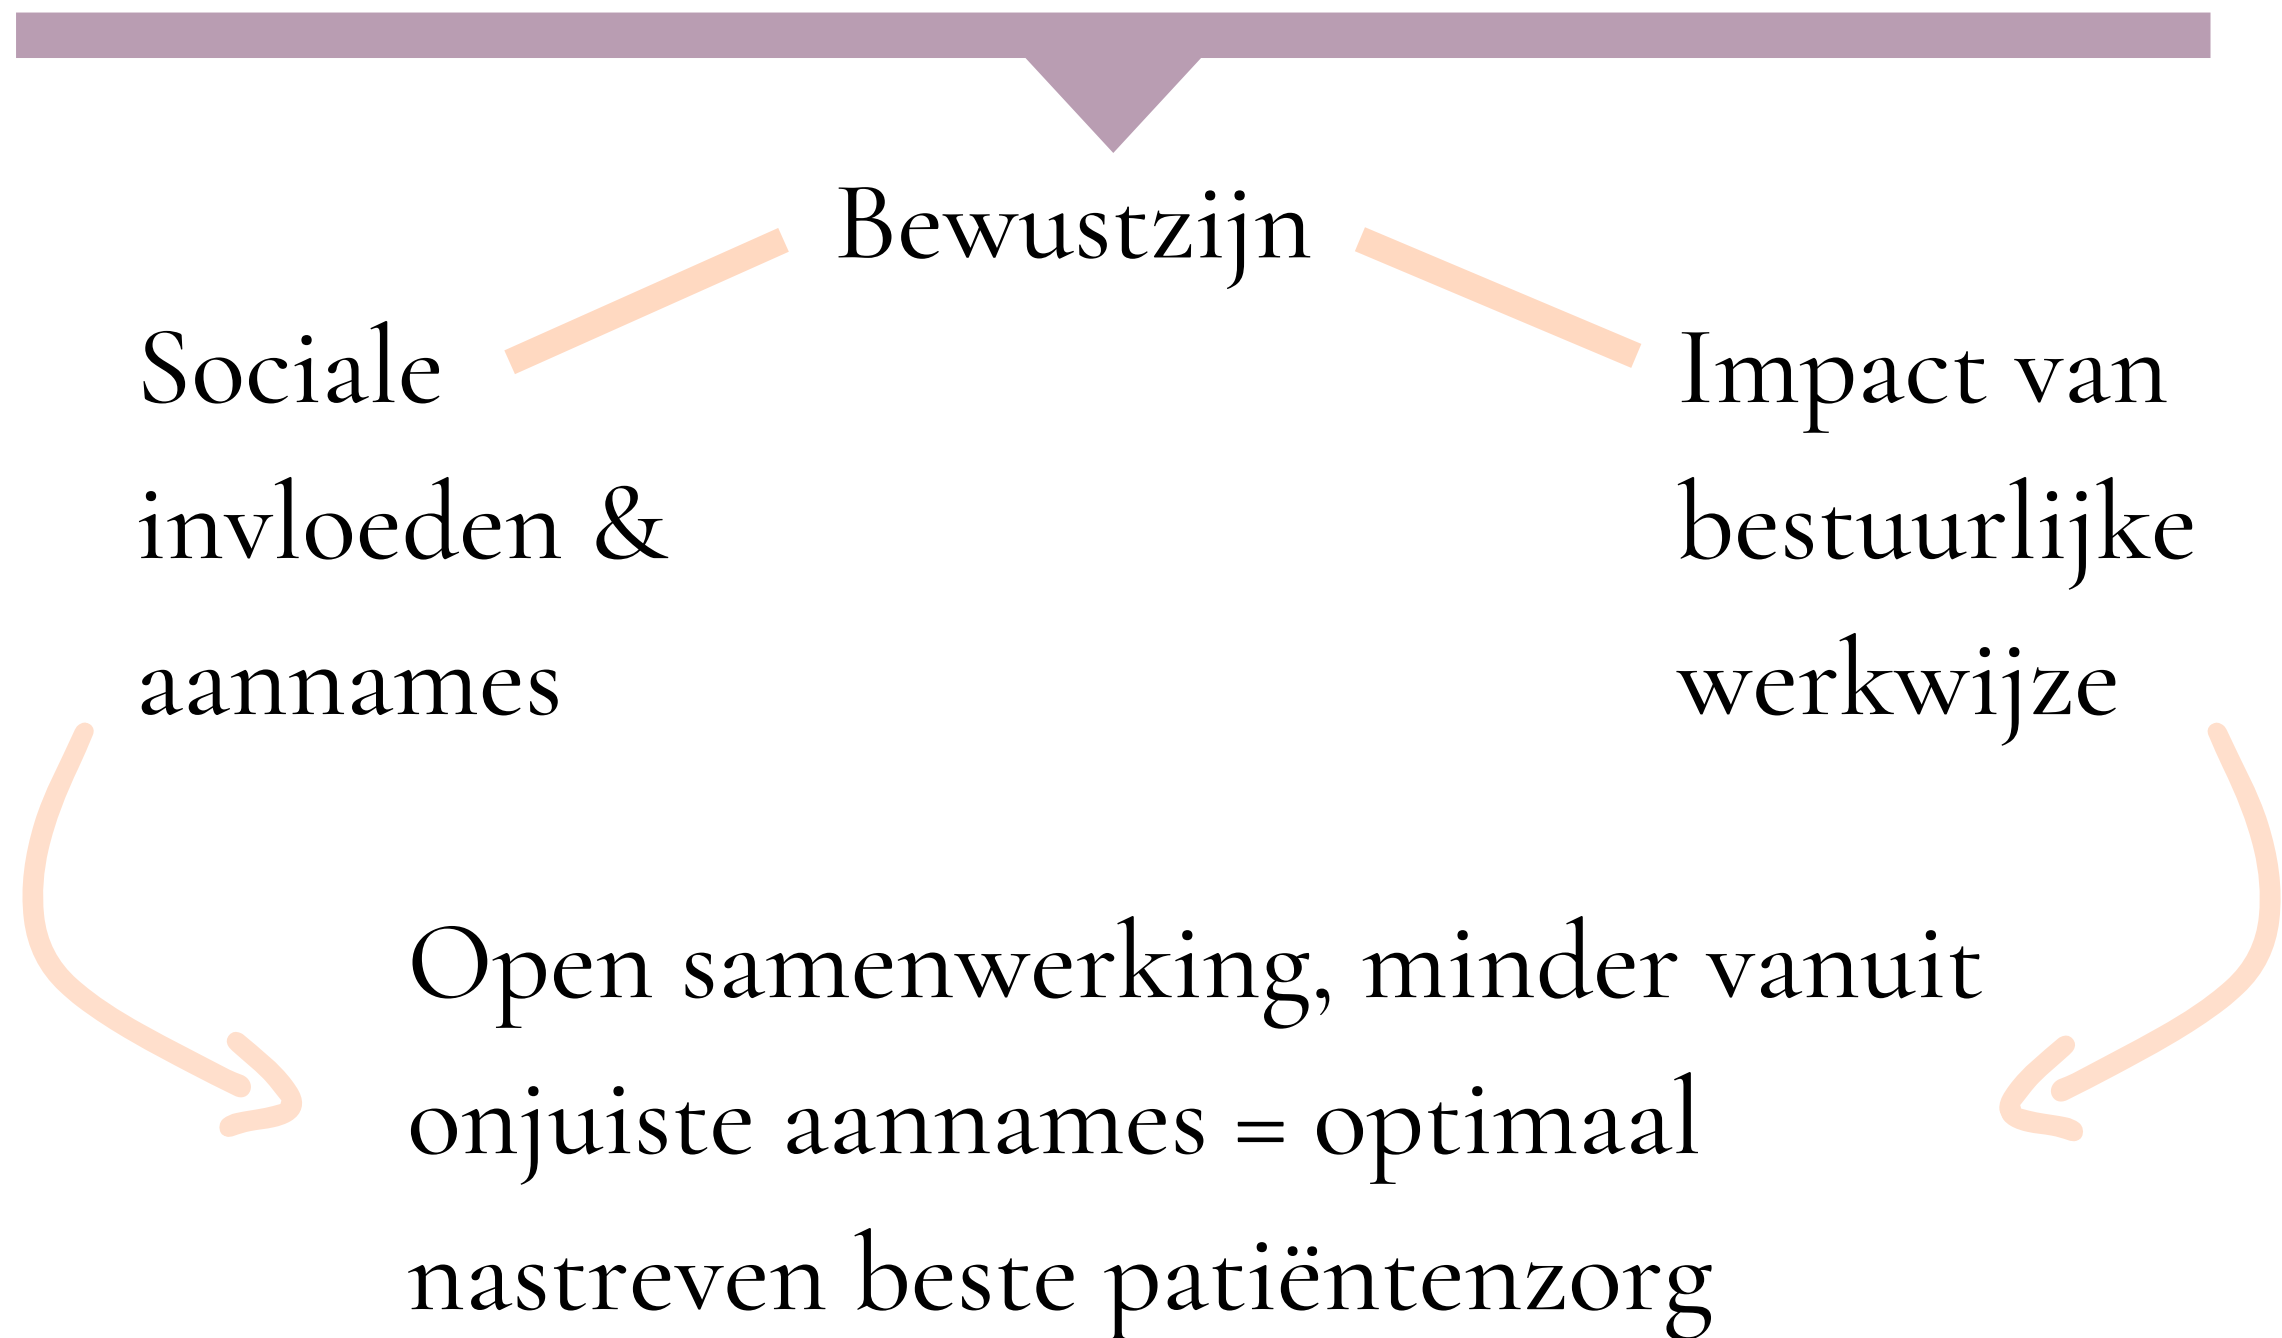 Bewustzijn
Sociale
invloeden &
aannames
Impact van
bestuurlijke
werkwijze
Open samenwerking, minder vanuit
onjuiste aannames = optimaal
nastreven beste patiëntenzorg